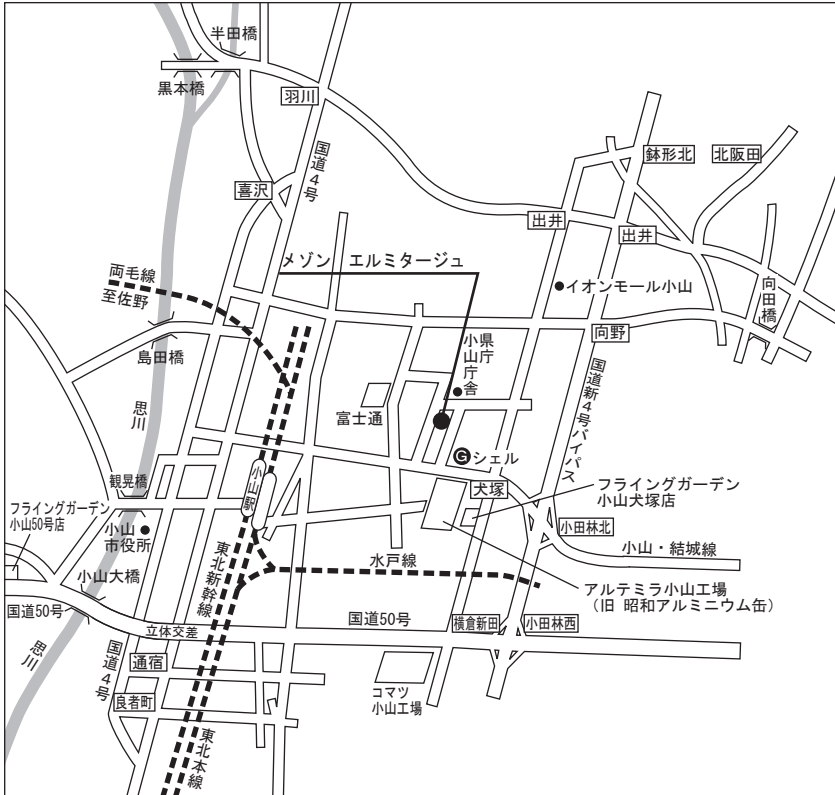 半田橋
黒本橋
羽川
国道4号
喜沢
鉢形北
北阪田
出井
出井
メゾン エルミタージュ
両毛線
至佐野
イオンモール小山
向田橋
島田橋
小山庁舎
県庁
向野
国道新4号バイパス
富士通
思川
G シェル
犬塚
フライングガーデン
小山犬塚店
観晃橋
小山駅
フライングガーデン
小山50号店
小山
市役所
小田林北
小山・結城線
水戸線
東北新幹線
アルテミラ小山工場
(旧 昭和アルミニウム缶)
小山大橋
国道50号
国道50号
横倉新田
小田林西
立体交差
思川
国道4号
通宿
コマツ
小山工場
良者町
東北本線